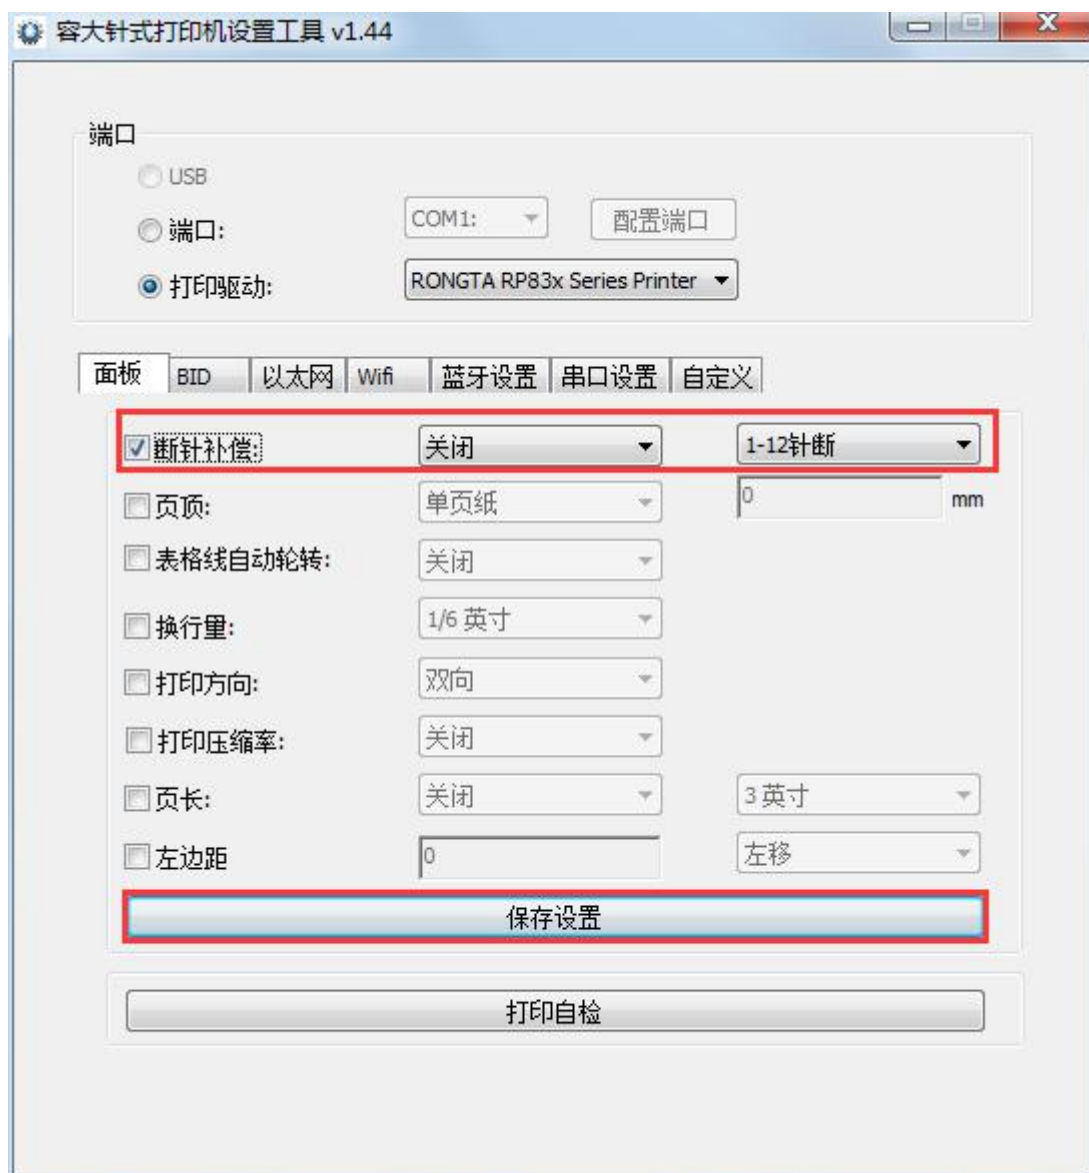 容大针式打印机设置工具 v1.44
端口
USB
端口: COM1: 配置端口
打印驱动: RONGTA RP83x Series Printer
面板 BID 以太网 Wifi 蓝牙设置 串口设置 自定义
断针补偿: 关闭 1-12针断
页顶: 单页纸 0 mm
表格线自动轮转: 关闭
换行量: 1/6 英寸
打印方向: 双向
打印压缩率: 关闭
页长: 关闭 3 英寸
左边距 0 左移
保存设置
打印自检